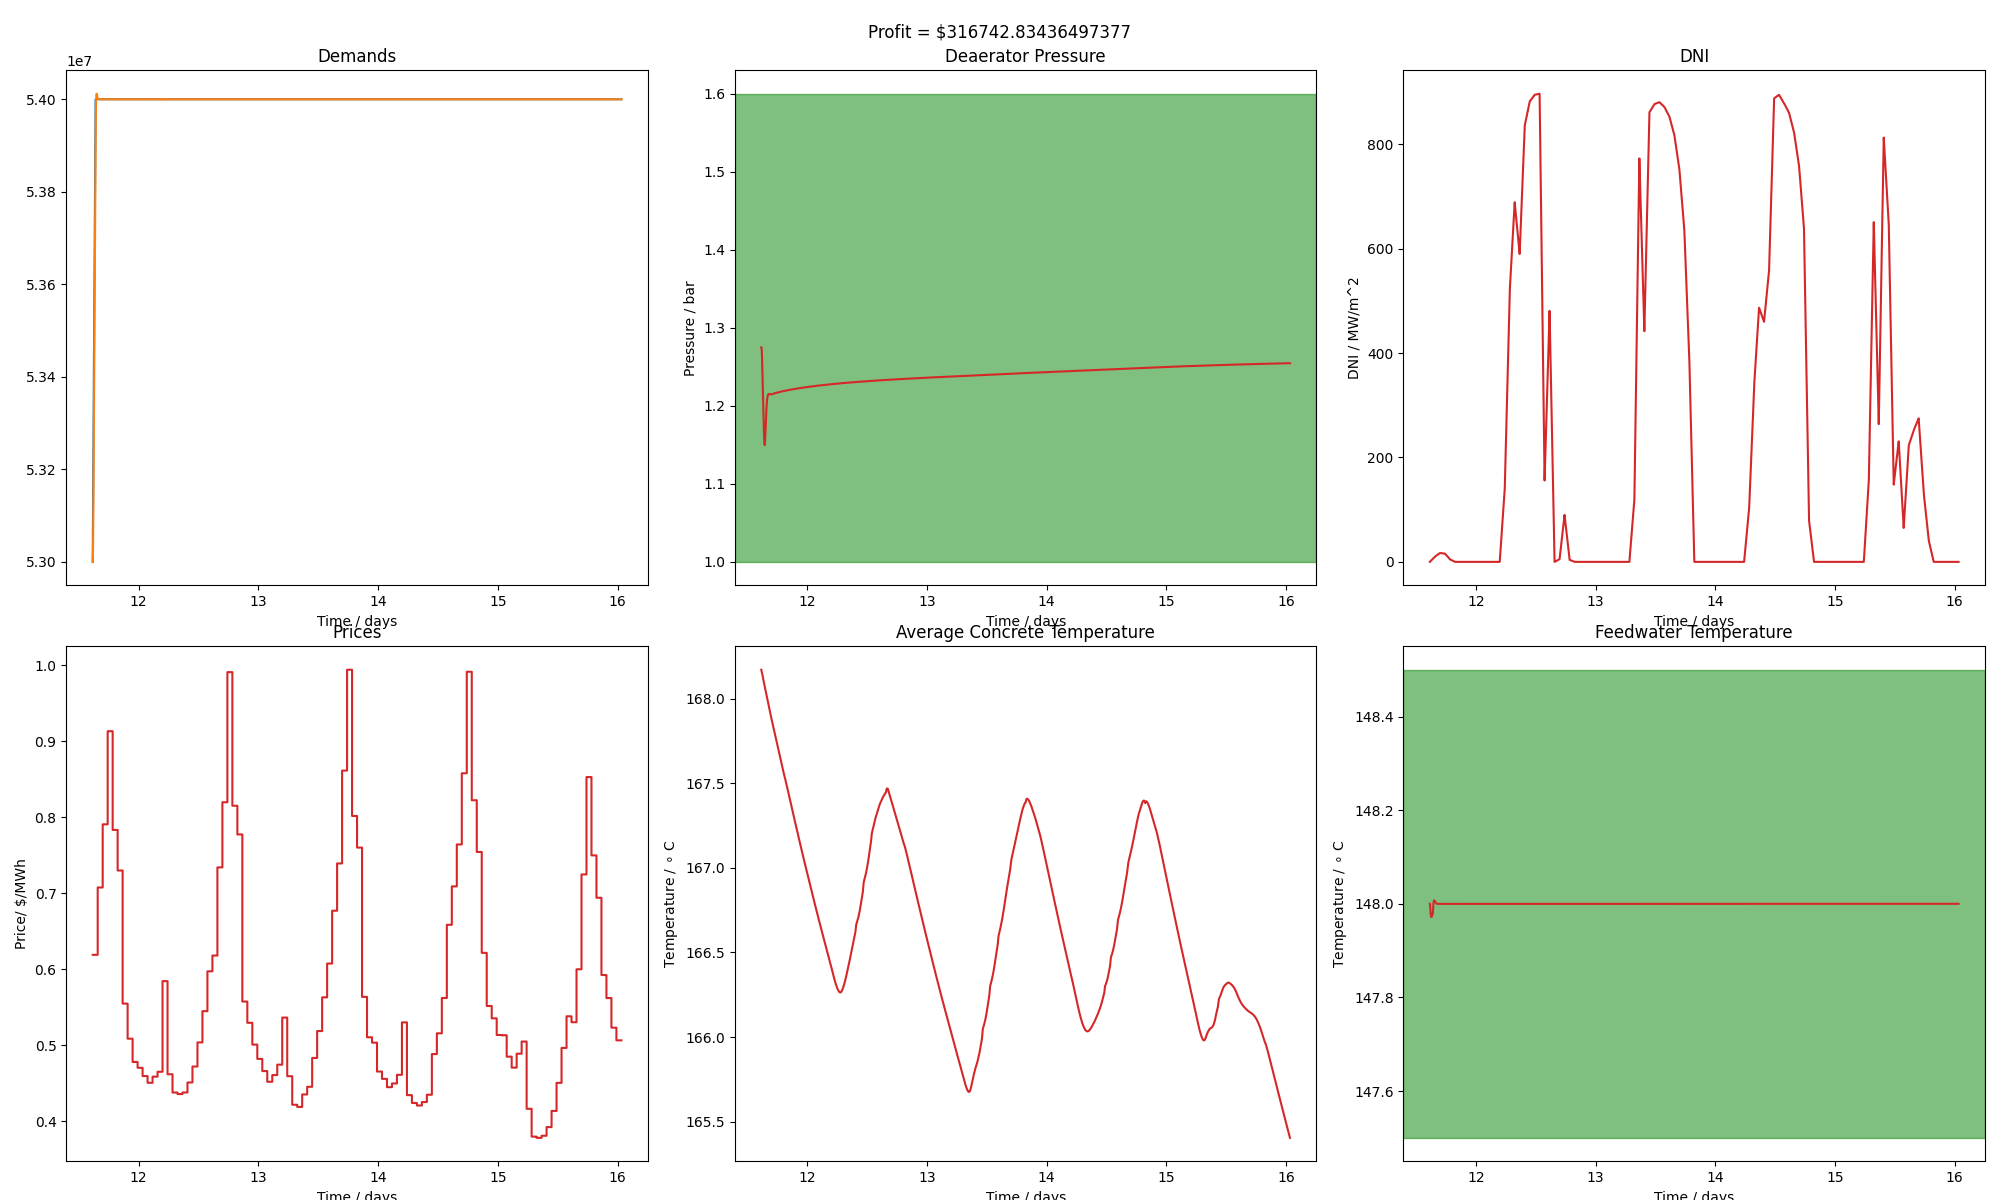 Profit = $316742.83436497377
Demands
1e7
5.40
5.38
5.36
5.34
5.32
5.30
12 13 14 15 16
Time / days
Deaerator Pressure
Pressure / bar
1.6
1.5
1.4
1.3
1.2
1.1
1.0
12 13 14 15 16
Time / days
DNI
DNI / MW/m^2
800
600
400
200
0
12 13 14 15 16
Time / days
Prices
Price/ $/MWh
1.0
0.9
0.8
0.7
0.6
0.5
0.4
12 13 14 15 16
Time / days
Average Concrete Temperature
Temperature / ∘ C
168.0
167.5
167.0
166.5
166.0
165.5
12 13 14 15 16
Time / days
Feedwater Temperature
Temperature / ∘ C
148.4
148.2
148.0
147.8
147.6
12 13 14 15 16
Time / days